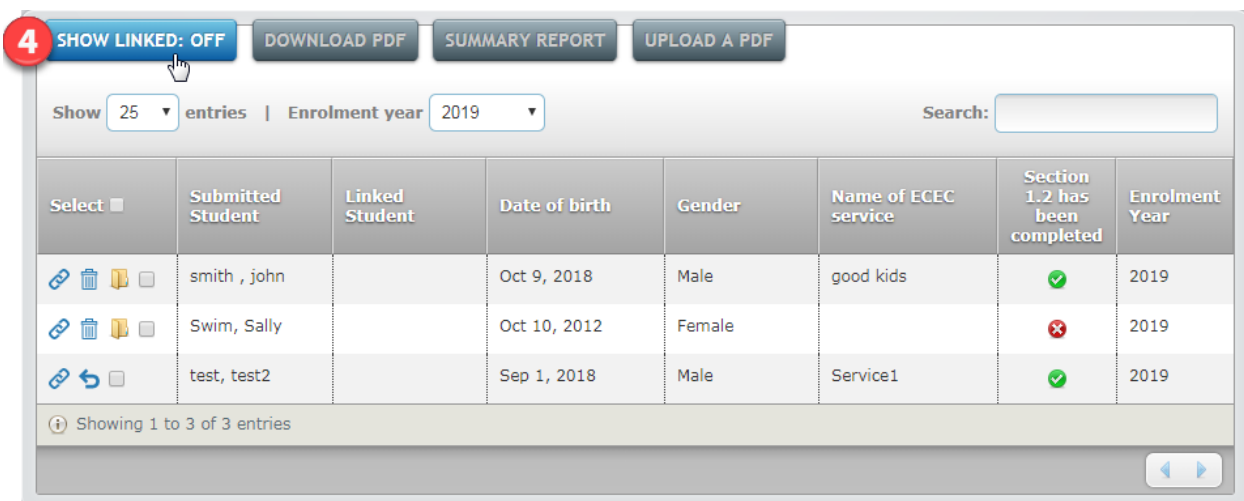 4 SHOW LINKED: OFF DOWNLOAD PDF SUMMARY REPORT UPLOAD A PDF
Show 25 entries | Enrolment year 2019 Search:
Select Submitted Student Linked Student Date of birth Gender Name of ECEC service Section 1.2 has been completed Enrolment Year
smith , john Oct 9, 2018 Male good kids 2019
Swim, Sally Oct 10, 2012 Female 2019
test, test2 Sep 1, 2018 Male Service1 2019
Showing 1 to 3 of 3 entries